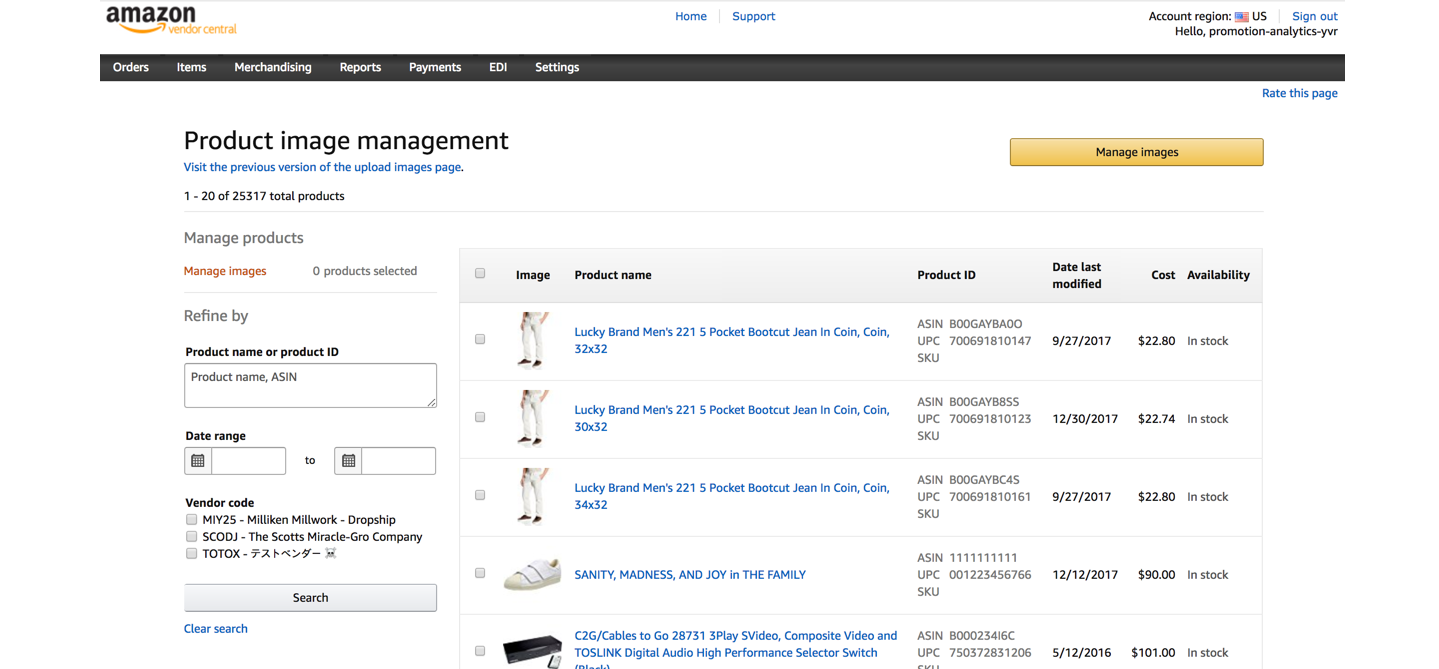 amazon
vendor central
Home
Support
Account region: US
Sign out
Hello, promotion-analytics-yvr
Orders
Items
Merchandising
Reports
Payments
EDI
Settings
Rate this page
Product image management
Visit the previous version of the upload images page.
Manage images
1 - 20 of 25317 total products
Manage products
Manage images
0 products selected
Refine by
Product name or product ID
Product name, ASIN
Date range
to
Vendor code
MIY25 - Milliken Millwork - Dropship
SCODJ - The Scotts Miracle-Gro Company
TOTOX - テストベンダー ☠
Search
Clear search
Image
Product name
Product ID
Date last
modified
Cost
Availability
Lucky Brand Men's 221 5 Pocket Bootcut Jean In Coin, Coin,
32x32
ASIN B00GAYBA0O
UPC 700691810147
SKU
9/27/2017
$22.80
In stock
Lucky Brand Men's 221 5 Pocket Bootcut Jean In Coin, Coin,
30x32
ASIN B00GAYB8SS
UPC 700691810123
SKU
12/30/2017
$22.74
In stock
Lucky Brand Men's 221 5 Pocket Bootcut Jean In Coin, Coin,
34x32
ASIN B00GAYBC4S
UPC 700691810161
SKU
9/27/2017
$22.80
In stock
SANITY, MADNESS, AND JOY in THE FAMILY
ASIN 1111111111
UPC 001223456766
SKU
12/12/2017
$90.00
In stock
C2G/Cables to Go 28731 3Play SVideo, Composite Video and
TOSLINK Digital Audio High Performance Selector Switch
(Black)
ASIN B000234I6C
UPC 750372831206
SKU
5/12/2016
$101.00
In stock